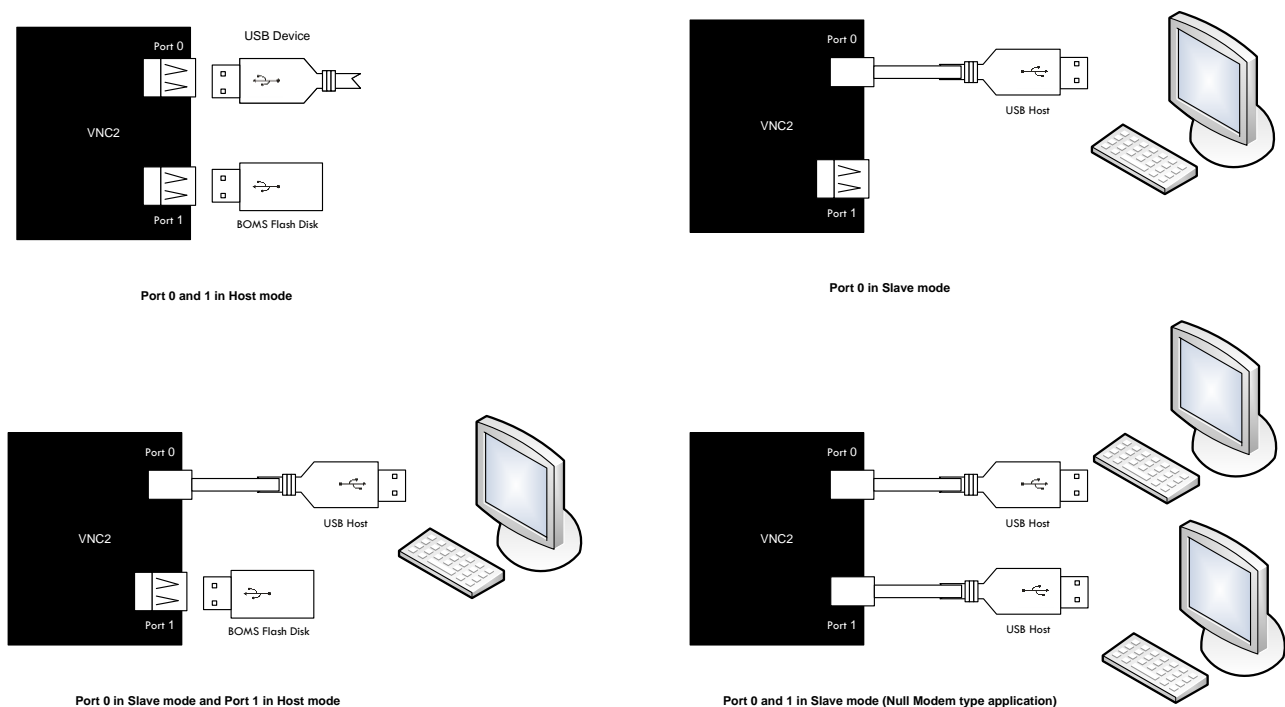 Port 0
USB Device
VNC2
Port 1
BOMS Flash Disk
Port 0 and 1 in Host mode
Port 0
USB Host
VNC2
Port 1
Port 0 in Slave mode
Port 0
USB Host
VNC2
Port 1
BOMS Flash Disk
Port 0 in Slave mode and Port 1 in Host mode
Port 0
USB Host
VNC2
Port 1
USB Host
Port 0 and 1 in Slave mode (Null Modem type application)